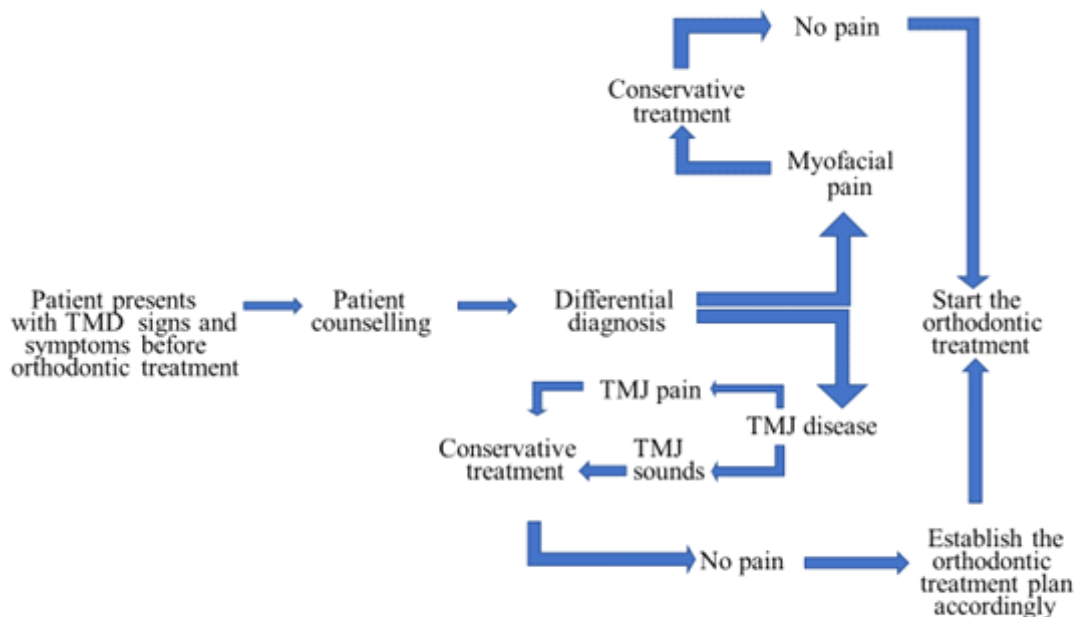 No pain
Conservative
treatment
Myofacial
pain
Patient presents
with TMD signs and
symptoms before
orthodontic treatment
Patient
counselling
Differential
diagnosis
Start the
orthodontic
treatment
TMJ pain
TMJ disease
Conservative
treatment
TMJ
sounds
No pain
Establish the
orthodontic
treatment plan
accordingly